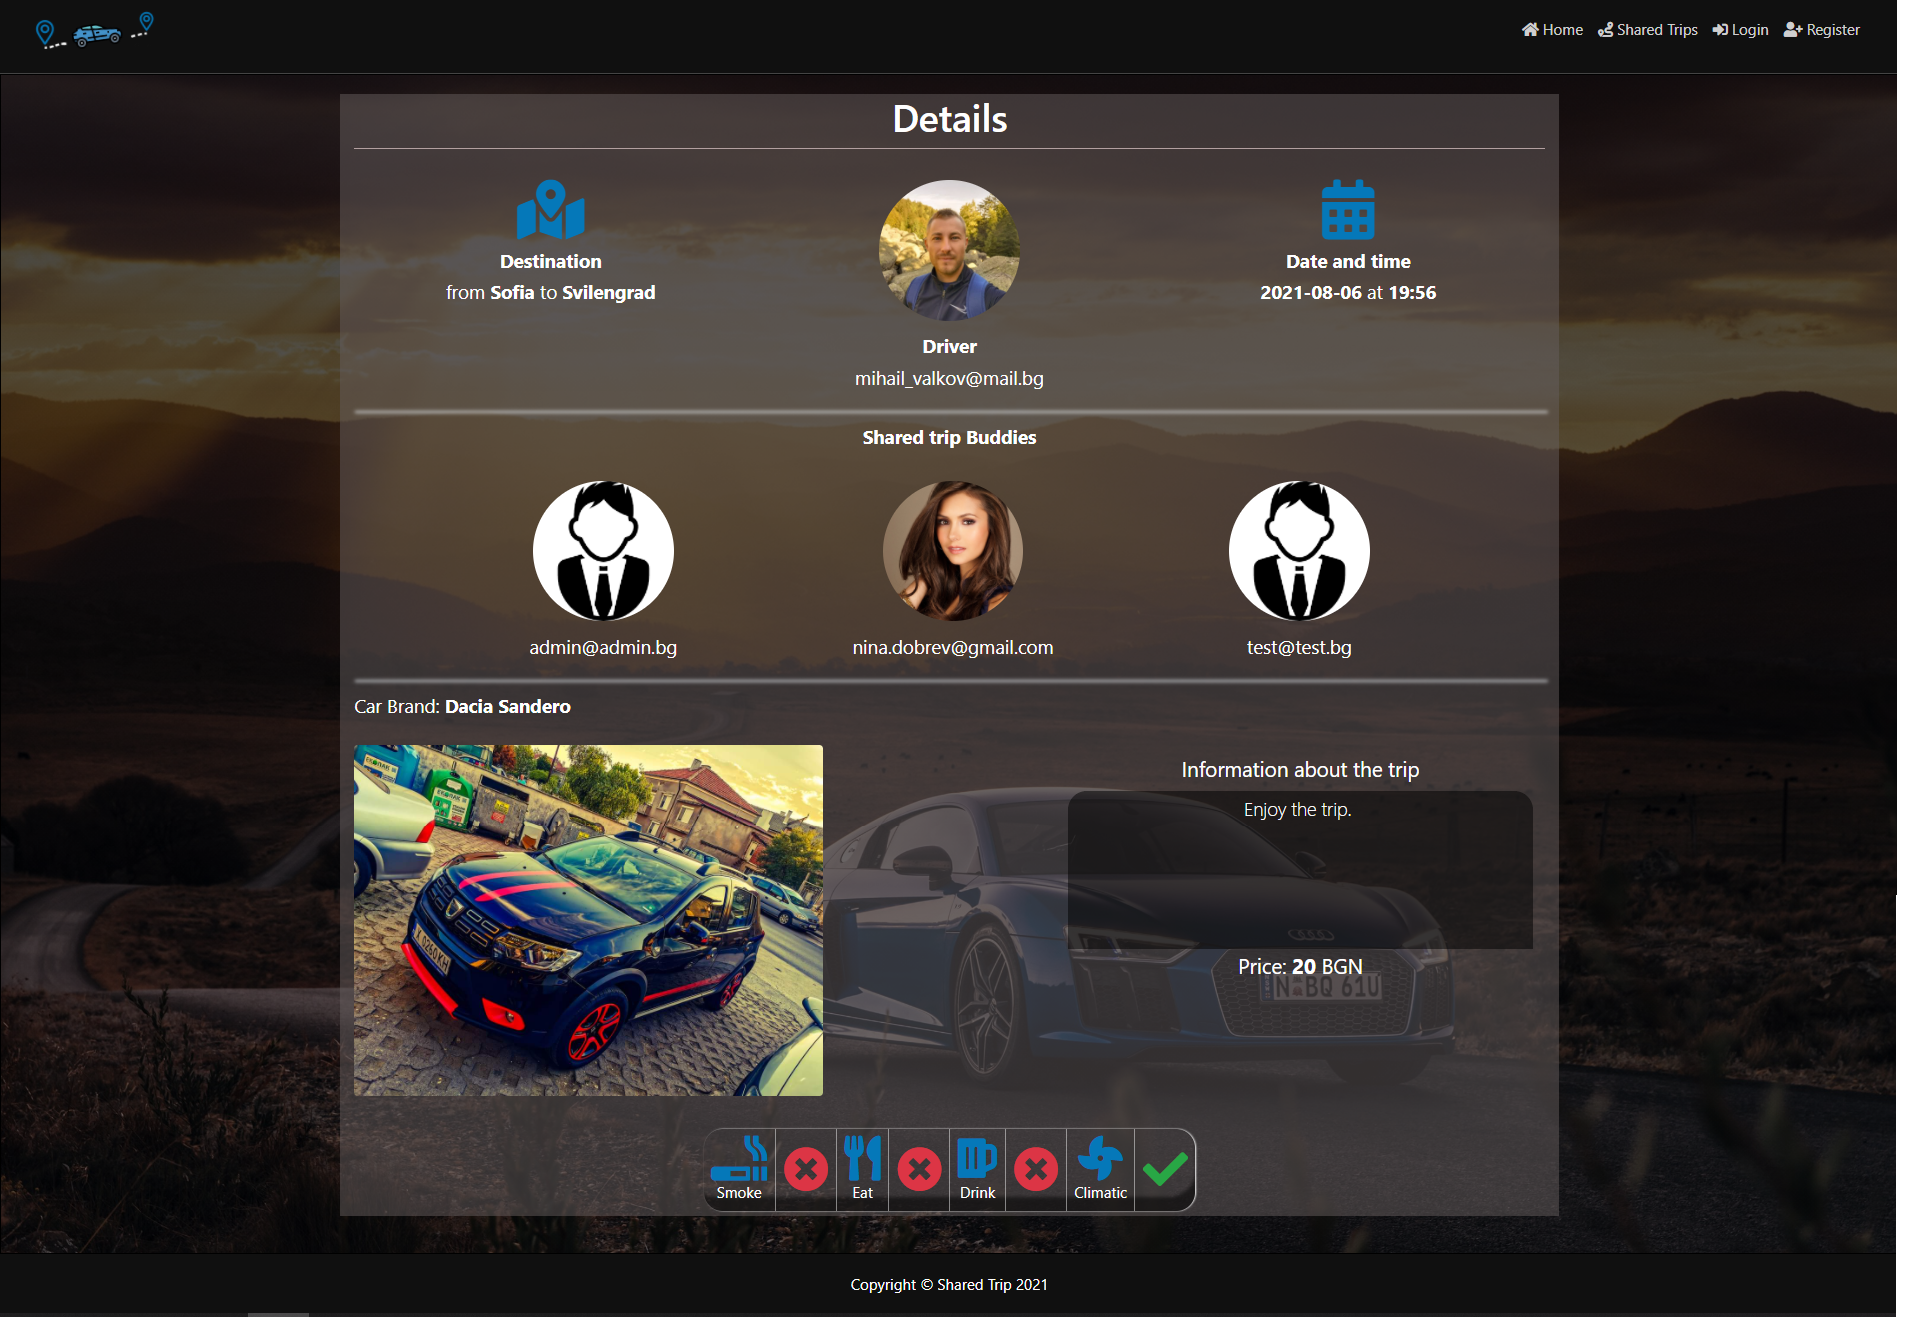 Home Shared Trips Login Register
Details
Destination
from Sofia to Svilengrad
Driver
mihail_valkov@mail.bg
Date and time
2021-08-06 at 19:56
Shared trip Buddies
admin@admin.bg
nina.dobrev@gmail.com
test@test.bg
Car Brand: Dacia Sandero
Information about the trip
Enjoy the trip.
Price: 20 BGN
N BQ 61U
Smoke
Eat
Drink
Climatic
Copyright © Shared Trip 2021